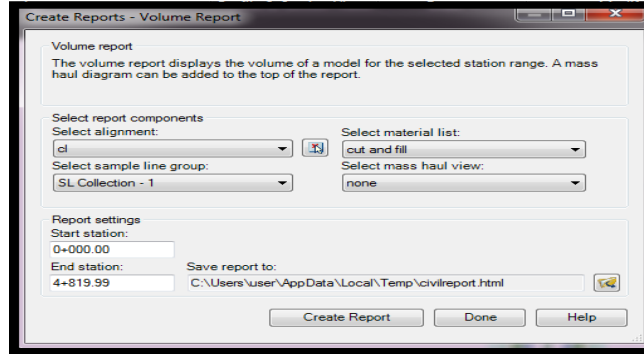 Create Reports - Volume Report
Volume report
The volume report displays the volume of a model for the selected station range. A mass
haul diagram can be added to the top of the report.
Select report components
Select alignment:
Select material list:
cl
cut and fill
Select sample line group:
Select mass haul view:
SL Collection - 1
none
Report settings
Start station:
0+000.00
End station:
Save report to:
4+819.99
C:\Users\user\AppData\Local\Temp\civilreport.html
Create Report
Done
Help